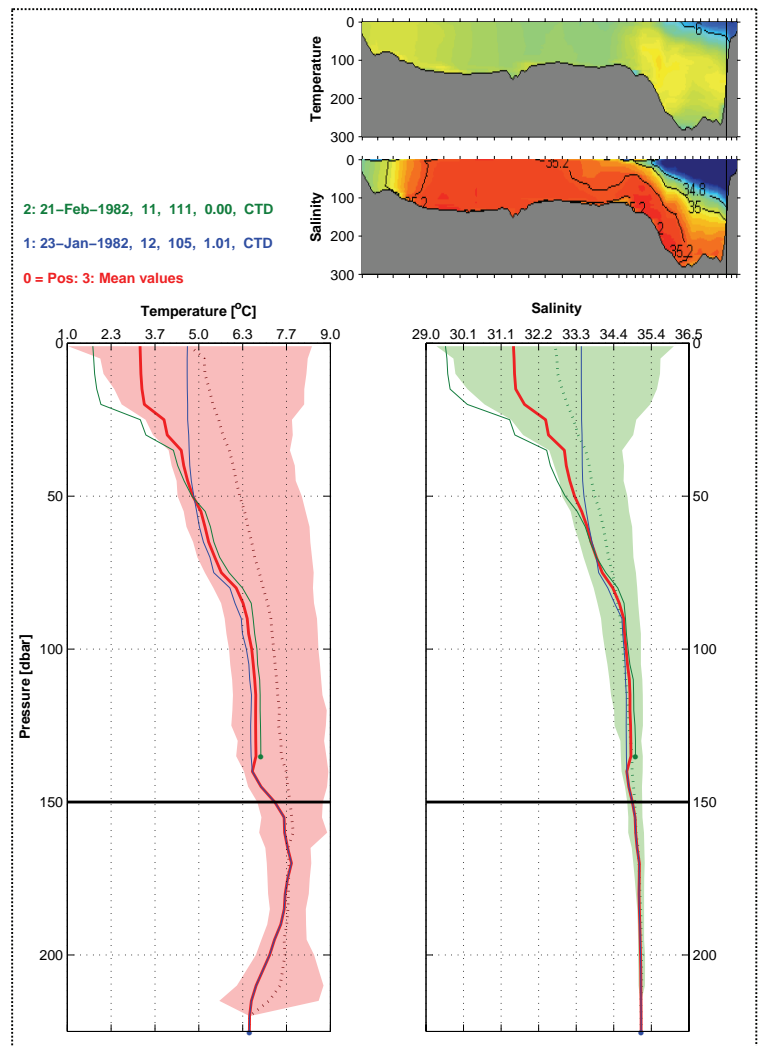 0
100
200
300
Temperature
6
0
100
200
300
Salinity
35.2
35.2
34.8
35
35.2
2: 21−Feb−1982, 11, 111, 0.00, CTD
1: 23−Jan−1982, 12, 105, 1.01, CTD
0 = Pos: 3: Mean values
Temperature [°C]
1.0 2.3 3.7 5.0 6.3 7.7 9.0
Salinity
29.0 30.1 31.1 32.2 33.3 34.4 35.4 36.5
Pressure [dbar]
0
50
100
150
200
0
50
100
150
200